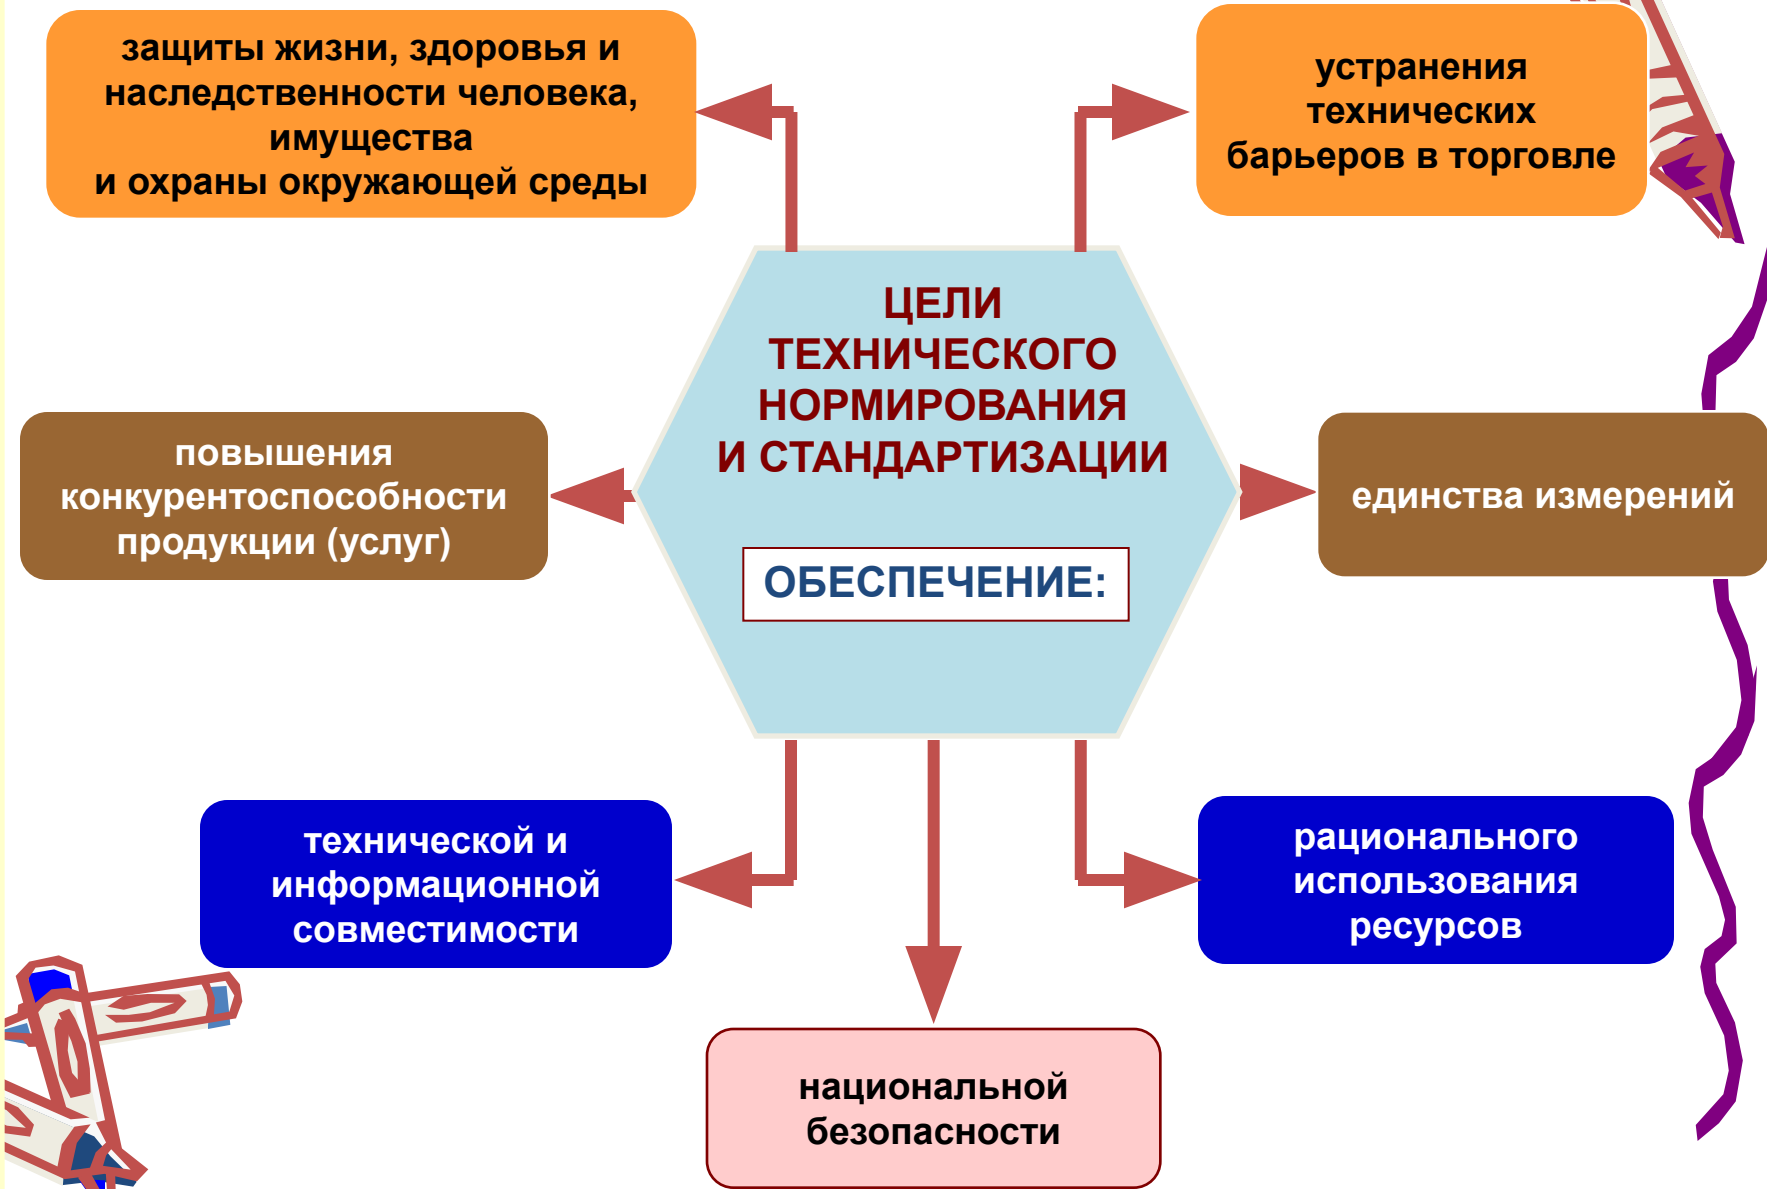 защиты жизни, здоровья и
наследственности человека,
имущества
и охраны окружающей среды
устранения
технических
барьеров в торговле
ЦЕЛИ
ТЕХНИЧЕСКОГО
НОРМИРОВАНИЯ
И СТАНДАРТИЗАЦИИ
ОБЕСПЕЧЕНИЕ:
повышения
конкурентоспособности
продукции (услуг)
единства измерений
технической и
информационной
совместимости
рационального
использования
ресурсов
национальной
безопасности